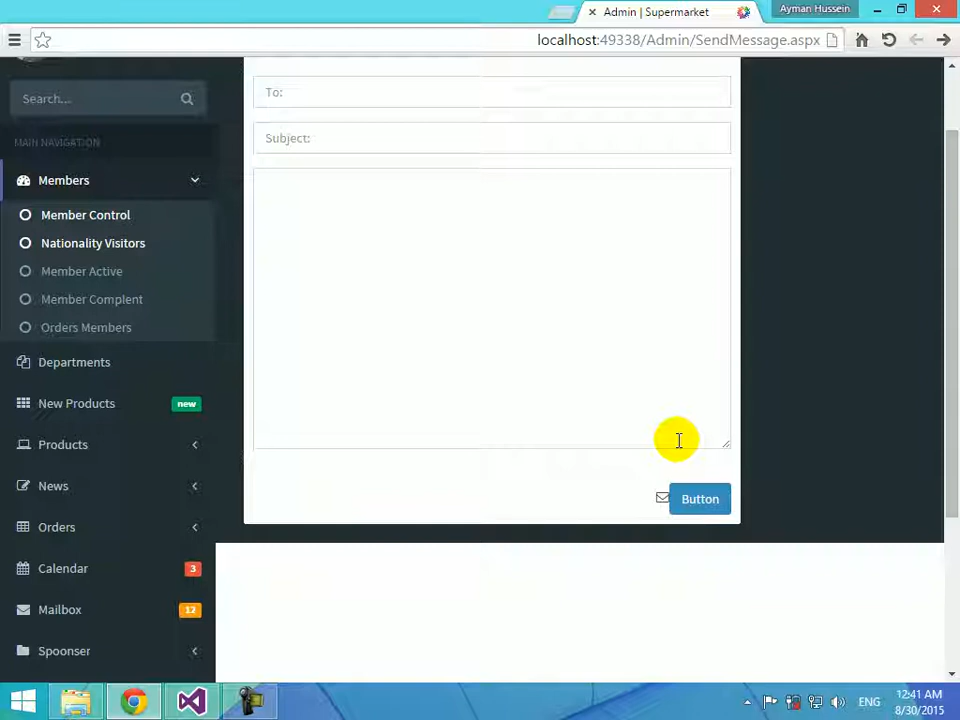 Admin | Supermarket
Ayman Hussein
localhost:49338/Admin/SendMessage.aspx
Search...
MAIN NAVIGATION
Members
Member Control
Nationality Visitors
Member Active
Member Complent
Orders Members
Departments
New Products new
Products
News
Orders
Calendar 3
Mailbox 12
Spoonser
To:
Subject:
Button
ENG
12:41 AM
8/30/2015